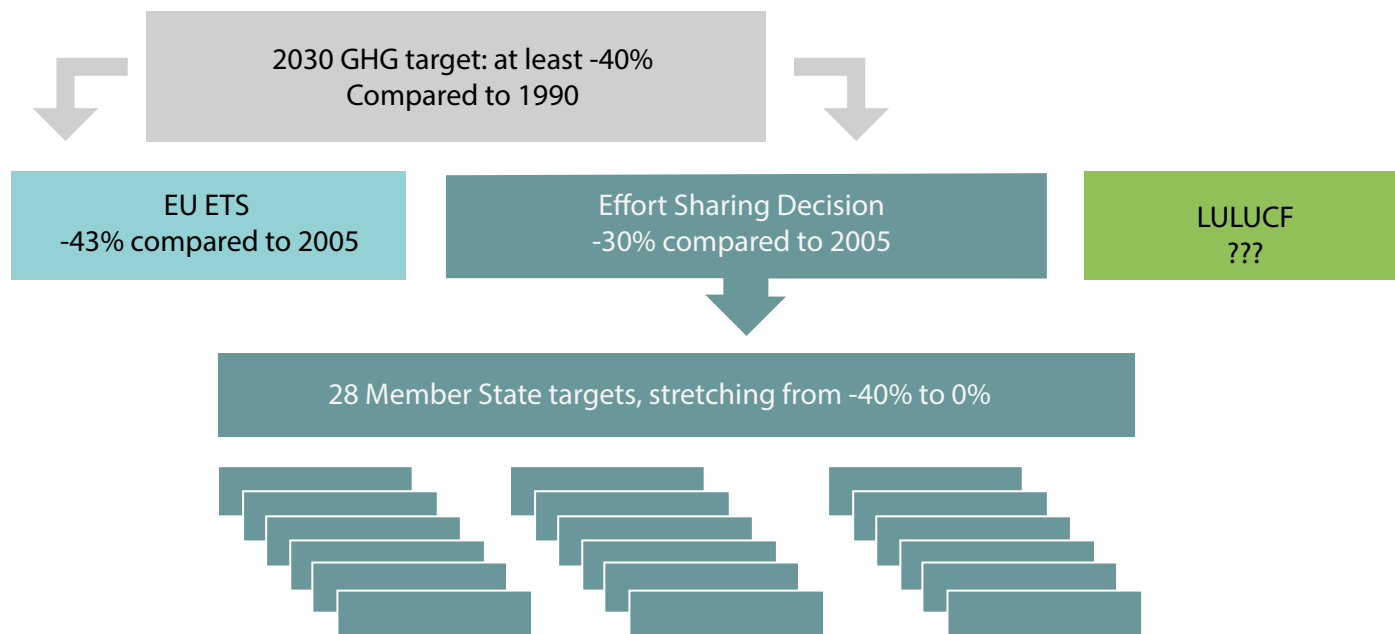 2030 GHG target: at least -40%
Compared to 1990
EU ETS
-43% compared to 2005
Effort Sharing Decision
-30% compared to 2005
LULUCF
???
28 Member State targets, stretching from -40% to 0%